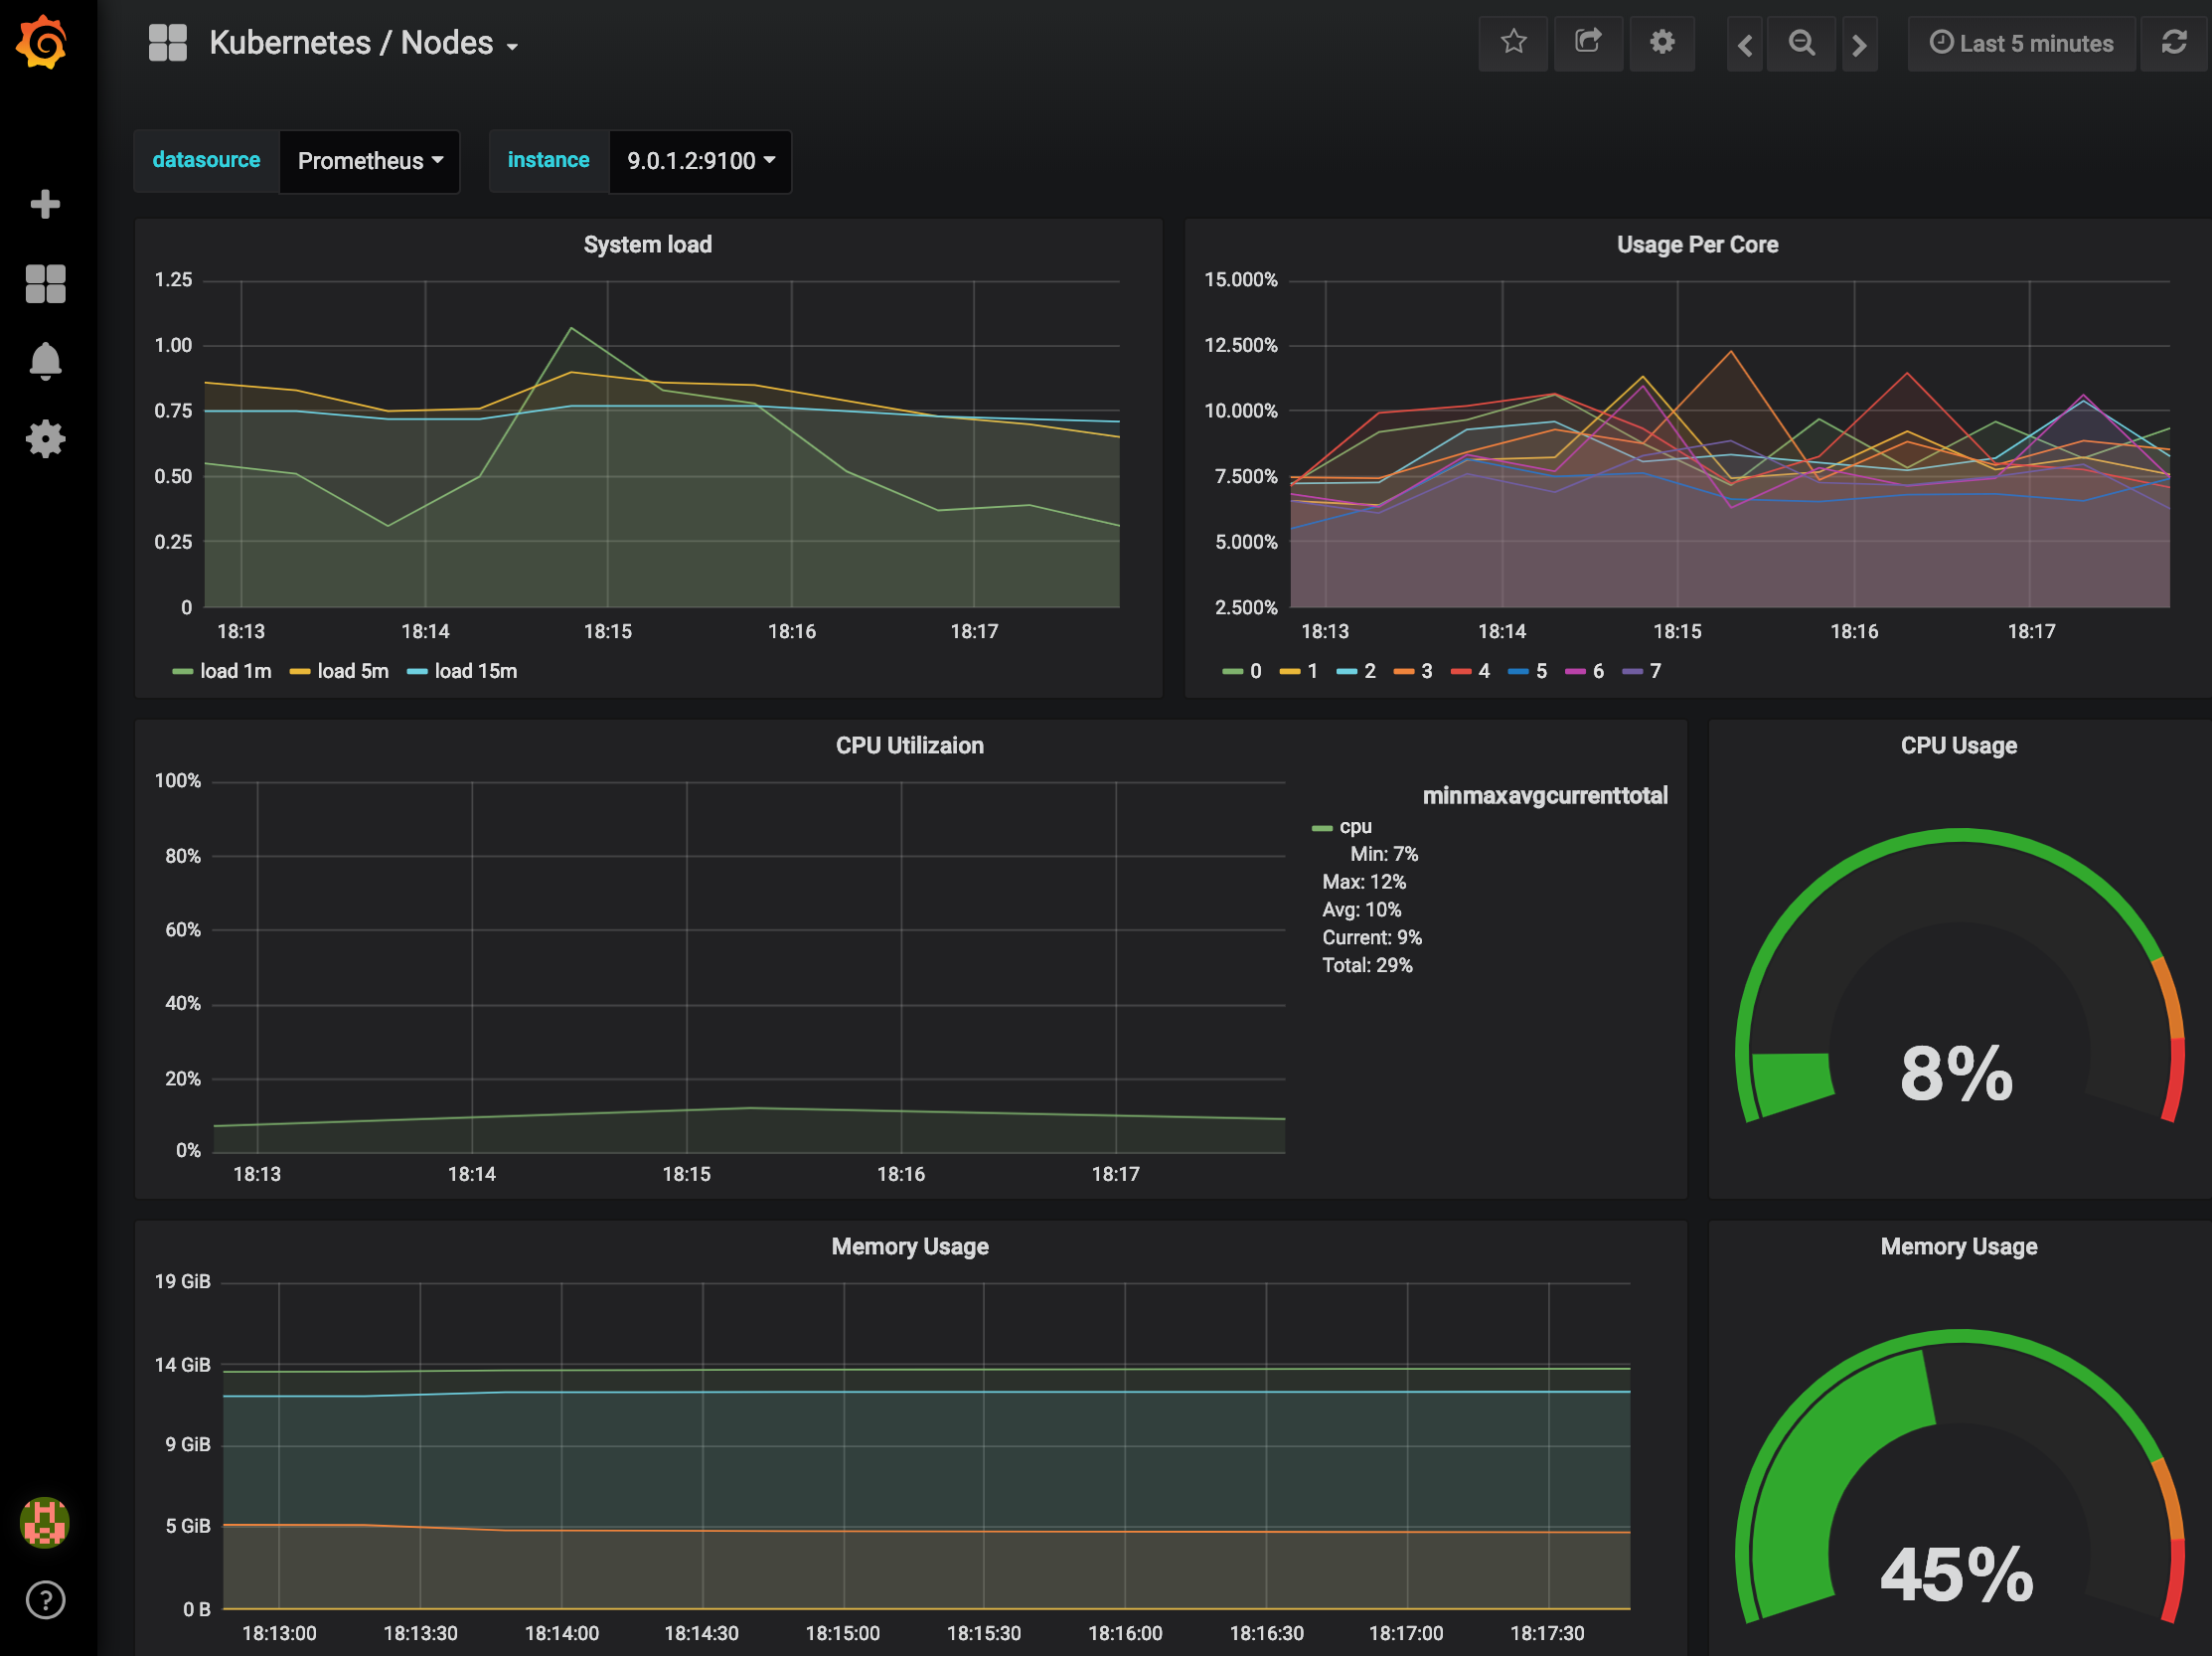 Kubernetes / Nodes
Last 5 minutes
datasource Prometheus instance 9.0.1.2:9100
System load
1.25
1.00
0.75
0.50
0.25
0
18:13 18:14 18:15 18:16 18:17
load 1m load 5m load 15m
Usage Per Core
15.000%
12.500%
10.000%
7.500%
5.000%
2.500%
18:13 18:14 18:15 18:16 18:17
0 1 2 3 4 5 6 7
CPU Utilizaion
100%
80%
60%
40%
20%
0%
18:13 18:14 18:15 18:16 18:17
minmaxavgcurrenttotal
cpu
Min: 7%
Max: 12%
Avg: 10%
Current: 9%
Total: 29%
CPU Usage
8%
Memory Usage
19 GiB
14 GiB
9 GiB
5 GiB
0 B
18:13:00 18:13:30 18:14:00 18:14:30 18:15:00 18:15:30 18:16:00 18:16:30 18:17:00 18:17:30
Memory Usage
45%
?